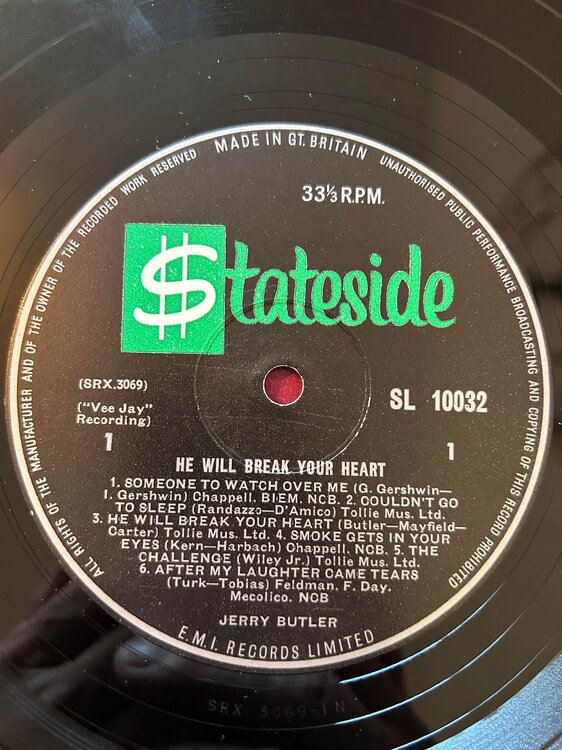 MADE IN GT. BRITAIN
UNAUTHORISED PUBLIC PERFORMANCE BROADCASTING AND COPYING OF THIS RECORD PROHIBITED
ALL RIGHTS OF THE MANUFACTURER AND OF THE OWNER OF THE RECORDED WORK RESERVED
33⅓ R.P.M.
$tateside
(SRX.3069)
SL 10032
("Vee Jay"
Recording)
1
1
HE WILL BREAK YOUR HEART
1. SOMEONE TO WATCH OVER ME (G. Gershwin—
I. Gershwin) Chappell. BIEM. NCB. 2. COULDN'T GO
TO SLEEP (Randazzo—D'Amico) Tollie Mus. Ltd.
3. HE WILL BREAK YOUR HEART (Butler—Mayfield—
Carter) Tollie Mus. Ltd. 4. SMOKE GETS IN YOUR
EYES (Kern—Harbach) Chappell. NCB. 5. THE
CHALLENGE (Wiley Jr.) Tollie Mus. Ltd.
6. AFTER MY LAUGHTER CAME TEARS
(Turk—Tobias) Feldman. F. Day.
Mecolico. NCB
JERRY BUTLER
E.M.I. RECORDS LIMITED
SRX 3069-1N